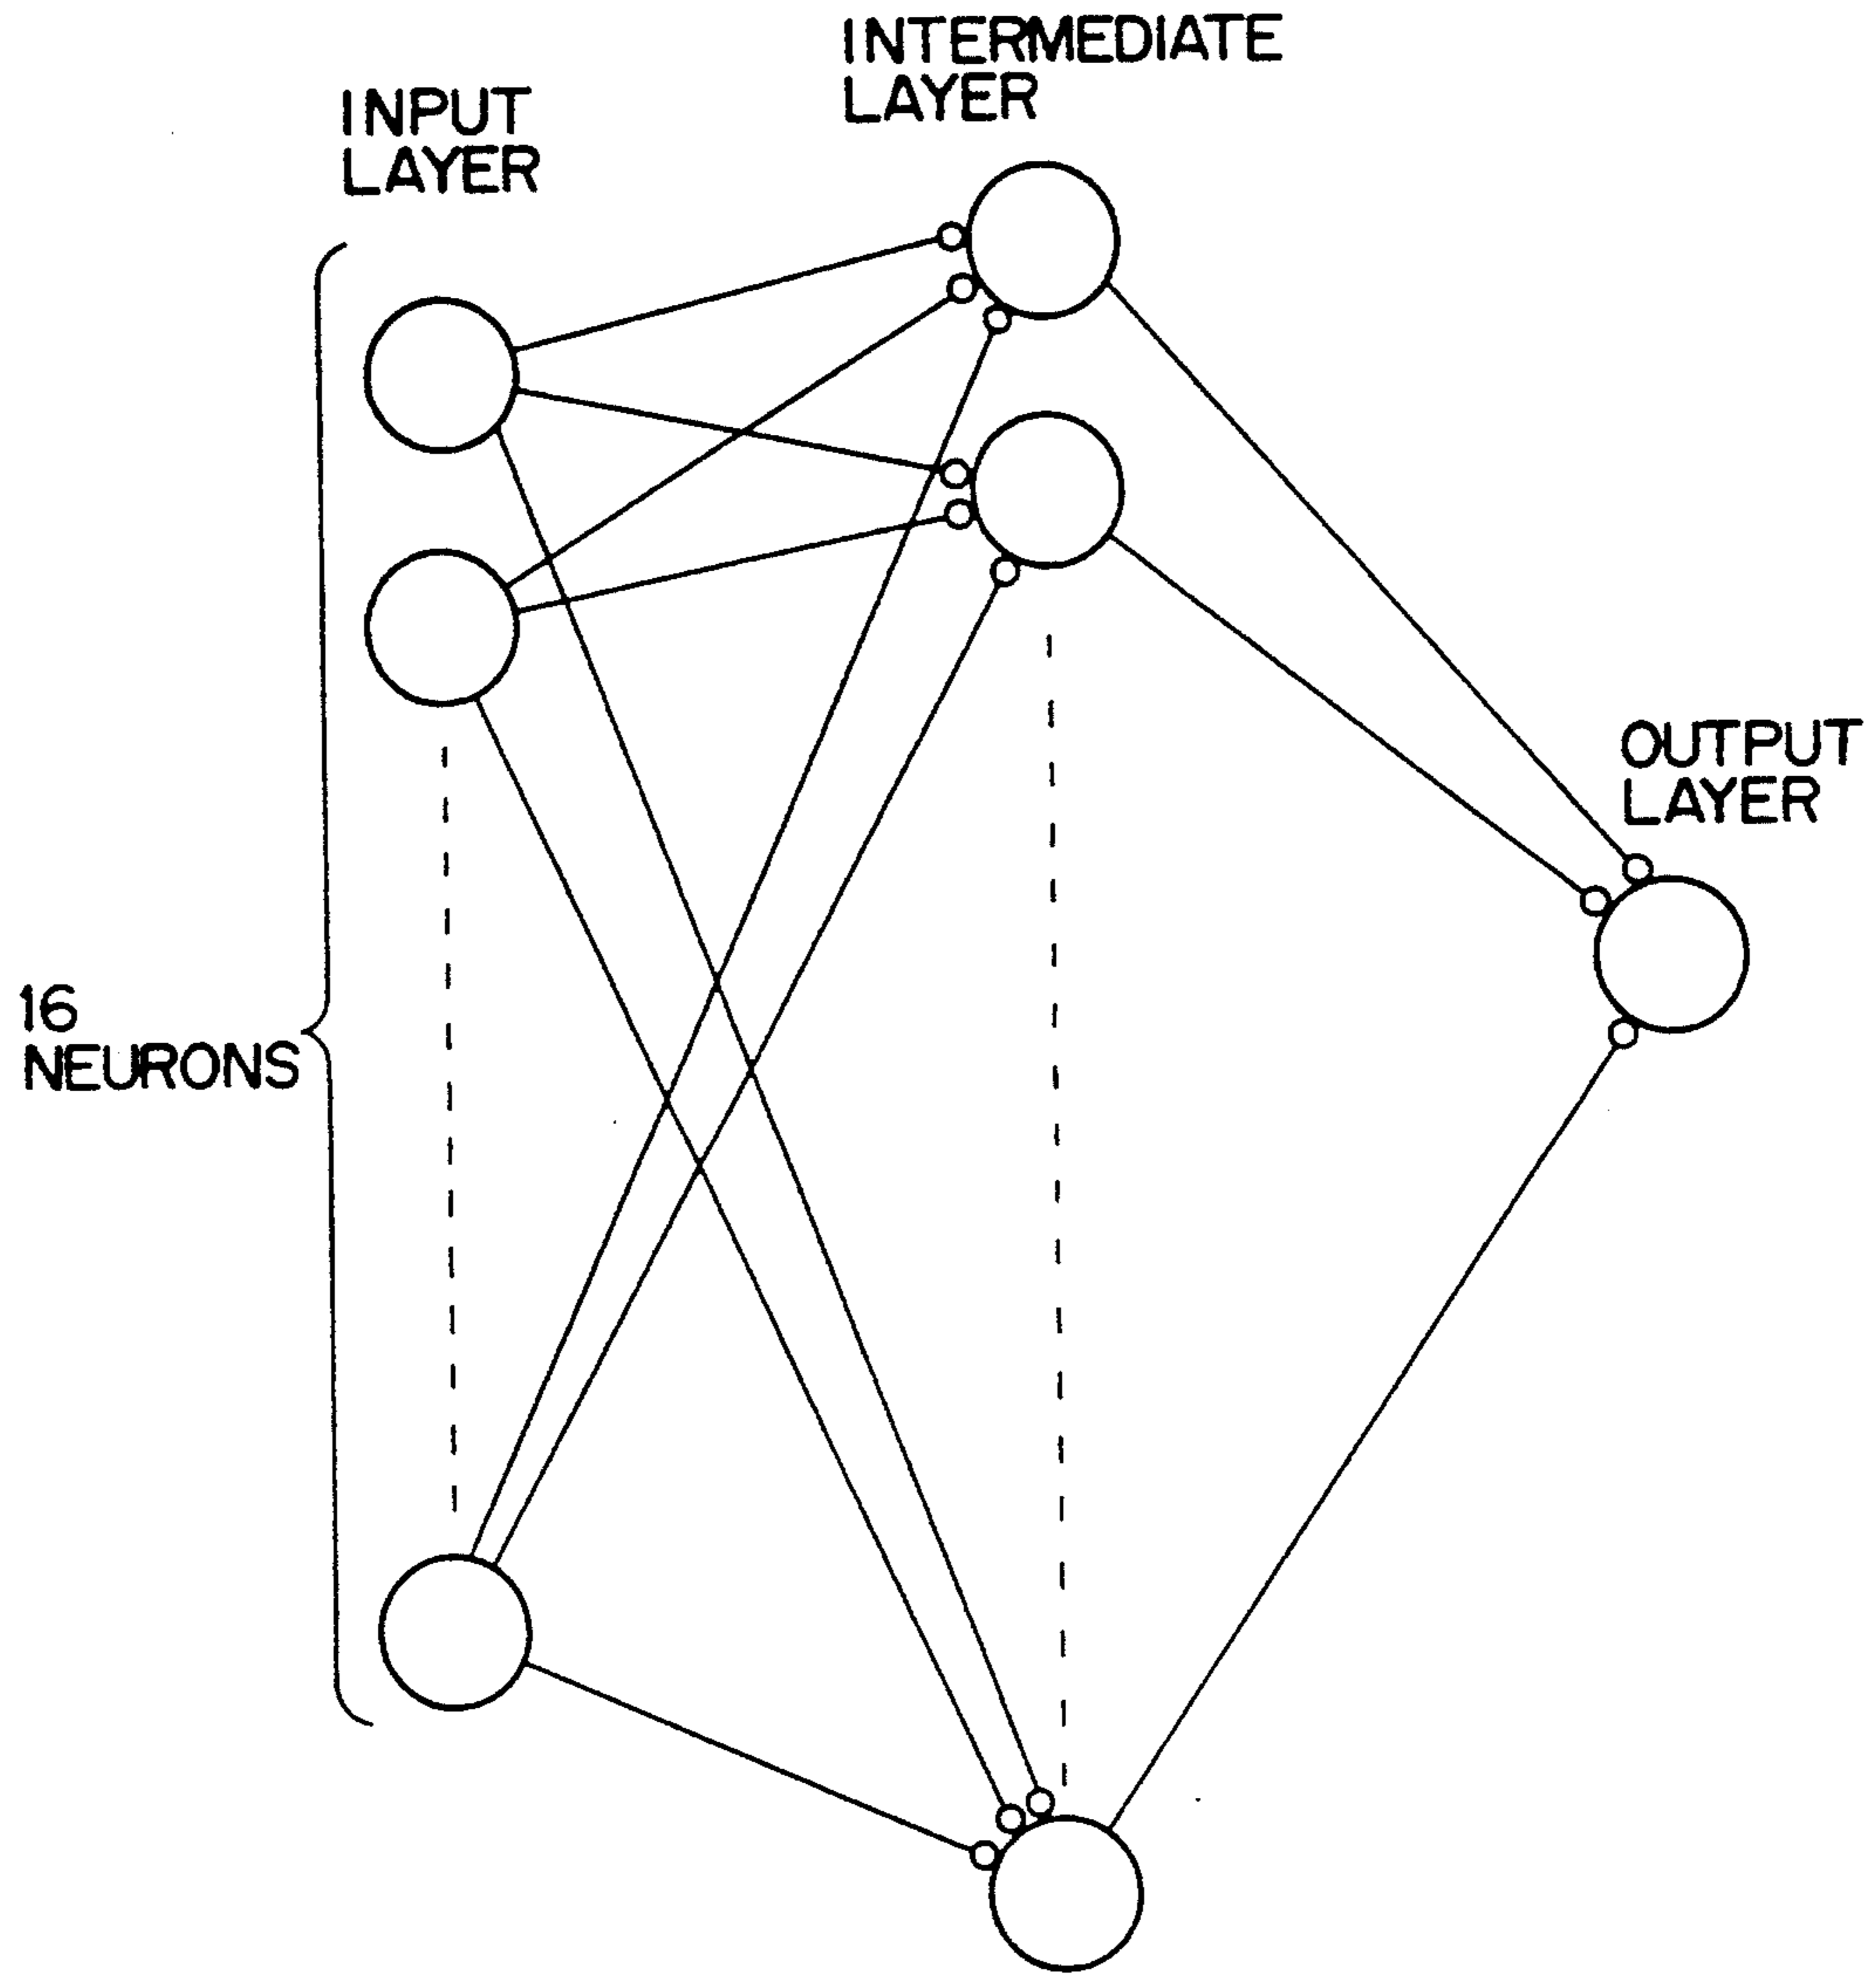 INTERMEDIATE
LAYER
INPUT
LAYER
OUTPUT
LAYER
16
NEURONS